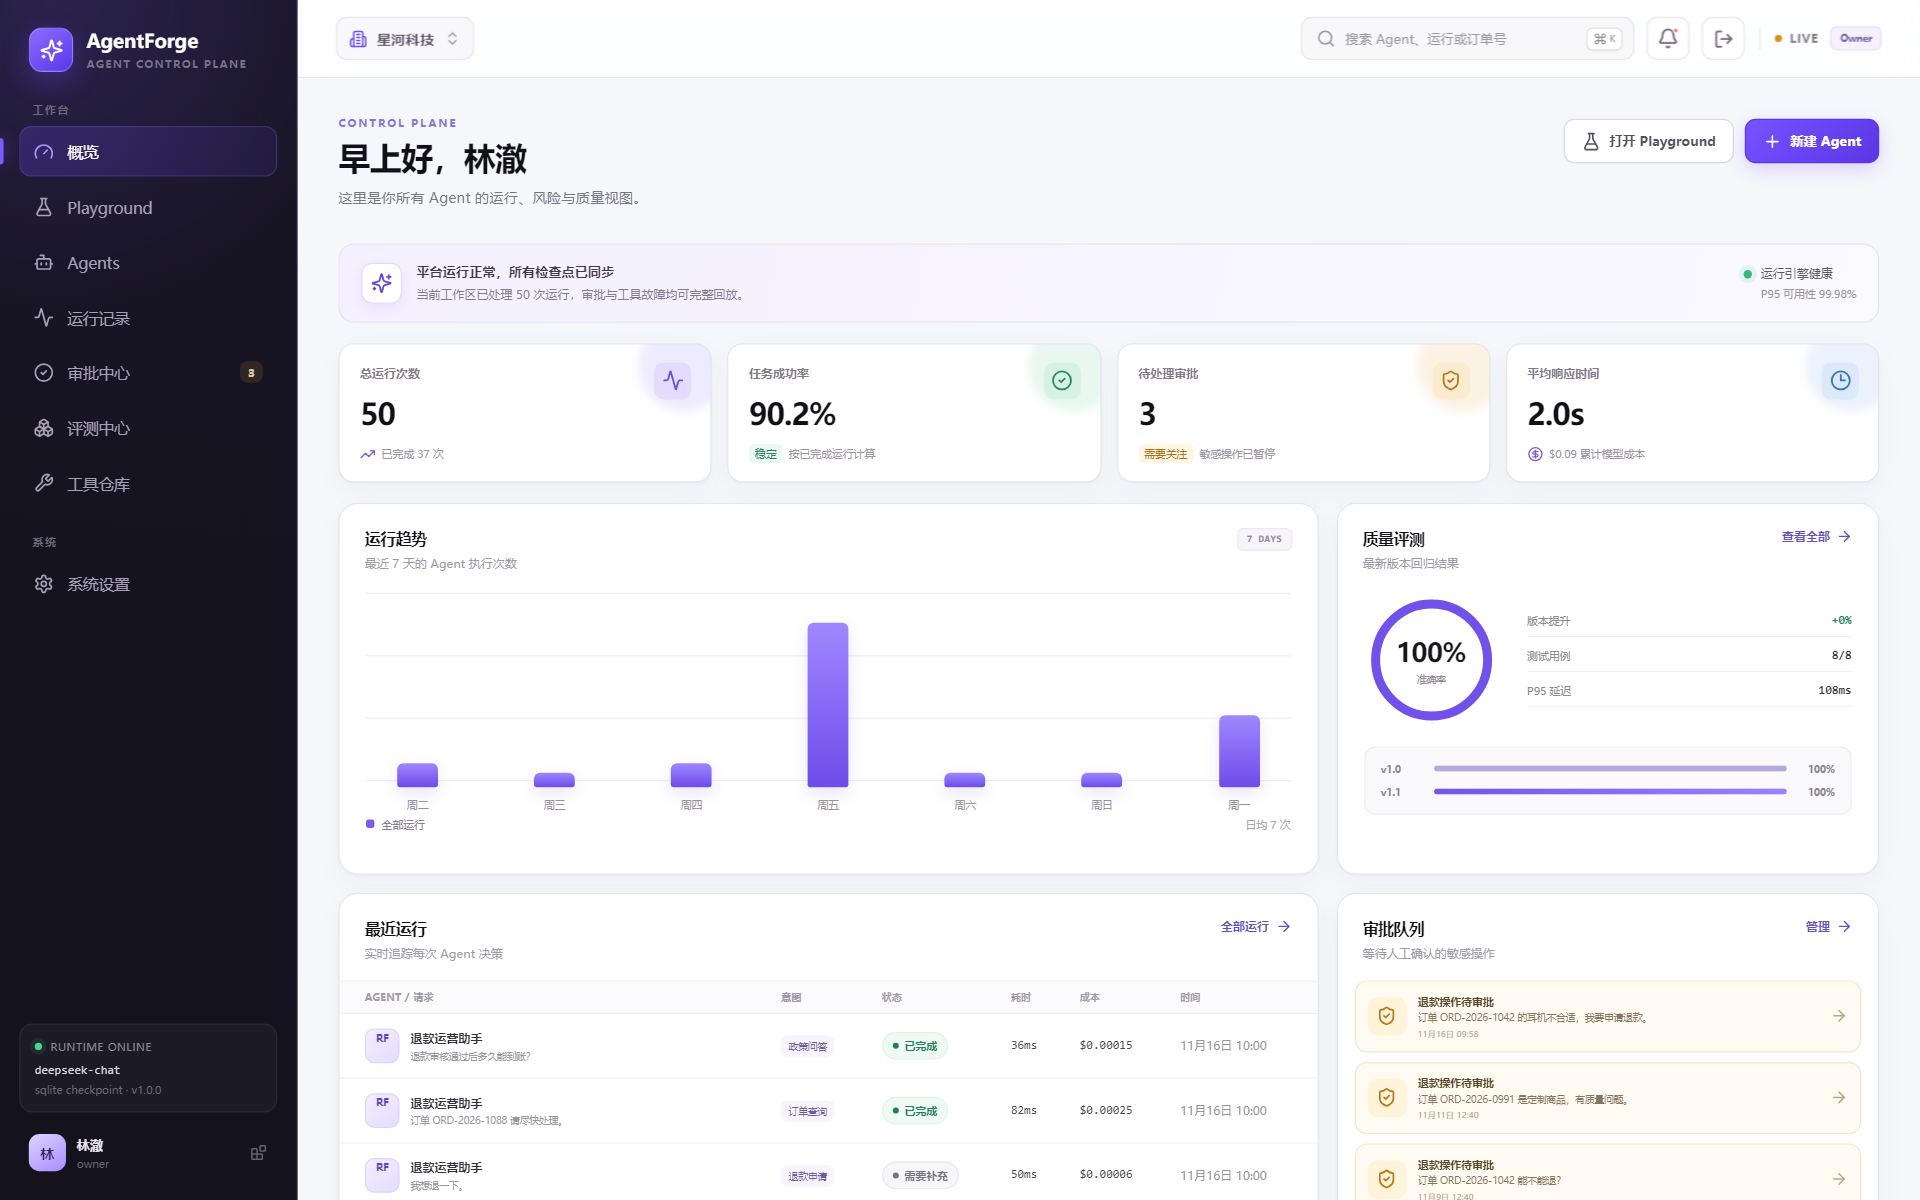 AgentForge
AGENT CONTROL PLANE
工作台
概览
Playground
Agents
运行记录
审批中心
3
评测中心
工具仓库
系统
系统设置
RUNTIME ONLINE
deepseek-chat
sqlite checkpoint · v1.0.0
林
林澈
owner
星河科技
搜索 Agent、运行或订单号
⌘ K
LIVE
Owner
CONTROL PLANE
早上好，林澈
这里是你所有 Agent 的运行、风险与质量视图。
打开 Playground
新建 Agent
平台运行正常，所有检查点已同步
当前工作区已处理 50 次运行，审批与工具故障均可完整回放。
运行引擎健康
P95 可用性 99.98%
总运行次数
50
已完成 37 次
任务成功率
90.2%
稳定 按已完成运行计算
待处理审批
3
需要关注 敏感操作已暂停
平均响应时间
2.0s
$0.09 累计模型成本
运行趋势
最近 7 天的 Agent 执行次数
7 DAYS
周二 周三 周四 周五 周六 周日 周一
全部运行
日均 7 次
质量评测
最新版本回归结果
查看全部
100%
准确率
版本提升 +0%
测试用例 8/8
P95 延迟 108ms
v1.0 100%
v1.1 100%
最近运行
实时追踪每次 Agent 决策
全部运行
AGENT / 请求 意图 状态 耗时 成本 时间
RF 退款运营助手
退款审核通过后多久能到账？
政策问答 已完成 36ms $0.00015 11月16日 10:00
RF 退款运营助手
订单 ORD-2026-1088 请尽快处理。
订单查询 已完成 82ms $0.00025 11月16日 10:00
RF 退款运营助手
我想退一下。
退款申请 需要补充 50ms $0.00006 11月16日 10:00
审批队列
等待人工确认的敏感操作
管理
退款操作待审批
订单 ORD-2026-1042 的耳机不合适，我要申请退款。
11月16日 09:58
退款操作待审批
订单 ORD-2026-0991 是定制商品，有质量问题。
11月11日 12:40
退款操作待审批
订单 ORD-2026-1042 能不能退？
11月9日 12:40